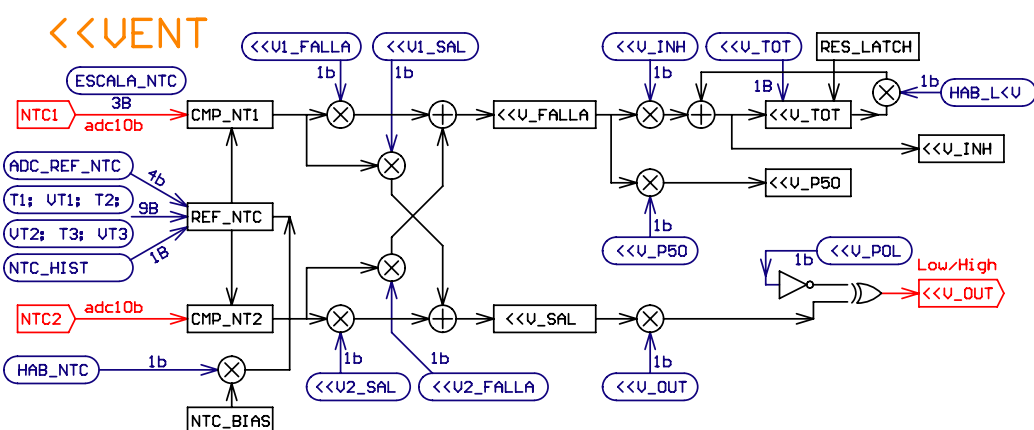 <<VENT
<<V1_FALLA
<<V1_SAL
<<V_INH
<<V_TOT
RES_LATCH
ESCALA_NTC
1b
1b
1b
1B
1b
HAB_L<V
NTC1
3B
adc10b
CMP_NT1
<<V_FALLA
<<V_TOT
<<V_INH
ADC_REF_NTC
4b
T1; VT1; T2;
9B
REF_NTC
<<V_P50
VT2; T3; VT3
1b
<<V_P50
<<V_POL
NTC_HIST
1B
1b
Low/High
<<V_OUT
NTC2
adc10b
CMP_NT2
<<V_SAL
HAB_NTC
1b
1b
1b
1b
<<V2_SAL
<<V2_FALLA
<<V_OUT
NTC_BIAS